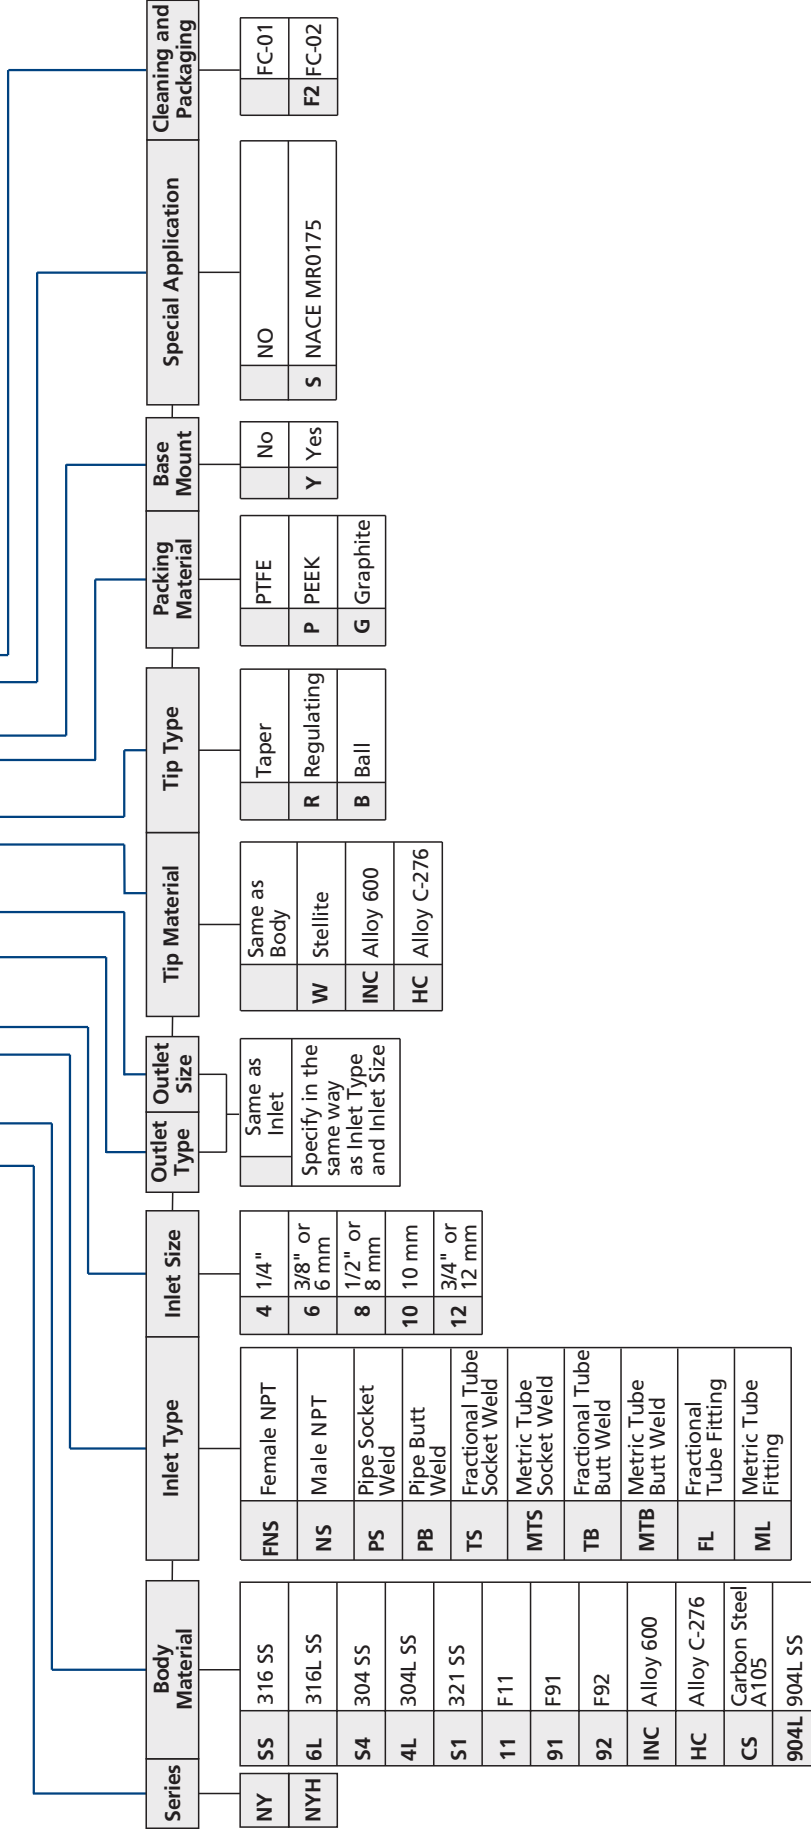 Series
NY
NYH
Body
Material
SS 316 SS
6L 316L SS
S4 304 SS
4L 304L SS
S1 321 SS
11 F11
91 F91
92 F92
INC Alloy 600
HC Alloy C-276
CS Carbon Steel
A105
904L 904L SS
Inlet Type
FNS Female NPT
NS Male NPT
PS Pipe Socket
Weld
PB Pipe Butt
Weld
TS Fractional Tube
Socket Weld
MTS Metric Tube
Socket Weld
TB Fractional Tube
Butt Weld
MTB Metric Tube
Butt Weld
FL Fractional
Tube Fitting
ML Metric Tube
Fitting
Inlet Size
4 1/4"
6 3/8" or
6 mm
8 1/2" or
8 mm
10 10 mm
12 3/4" or
12 mm
Outlet
Type
Outlet
Size
Same as
Inlet
Specify in the
same way
as Inlet Type
and Inlet Size
Tip Material
Same as
Body
W Stellite
INC Alloy 600
HC Alloy C-276
Tip Type
Taper
R Regulating
B Ball
Packing
Material
PTFE
P PEEK
G Graphite
Base
Mount
No
Y Yes
Special Application
NO
S NACE MR0175
Cleaning and
Packaging
FC-01
F2 FC-02